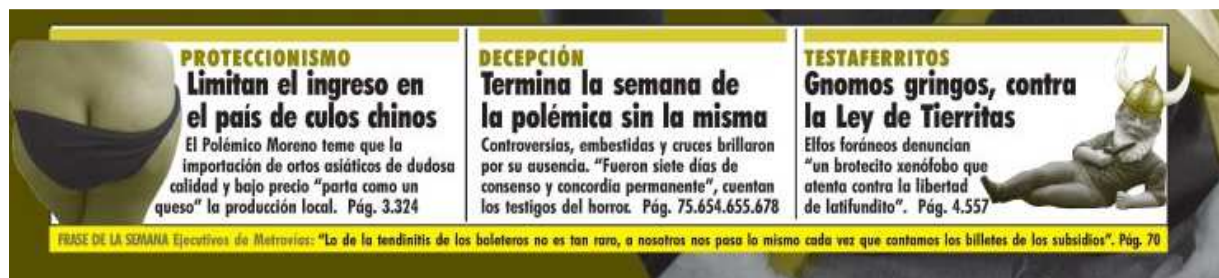 PROTECCIONISMO
Limitan el ingreso en
el país de culos chinos
El Polémico Moreno teme que la
importación de ortos asiáticos de dudosa
calidad y bajo precio "parta como un
queso" la producción local. Pág. 3.324
DECEPCIÓN
Termina la semana de
la polémica sin la misma
Controversias, embestidas y cruces brillaron
por su ausencia. "Fueron siete días de
consenso y concordia permanente", cuentan
los testigos del horror. Pág. 75.654.655.678
TESTAFERRITOS
Gnomos gringos, contra
la Ley de Tierritas
Elfos foráneos denuncian
"un brotecito xenófobo que
atenta contra la libertad
de latifundito". Pág. 4.557
FRASE DE LA SEMANA Ejecutivos de Metrovías: "Lo de la tendinitis de los boleteros no es tan raro, a nosotros nos pasa lo mismo cada vez que contamos los billetes de los subsidios". Pág. 70